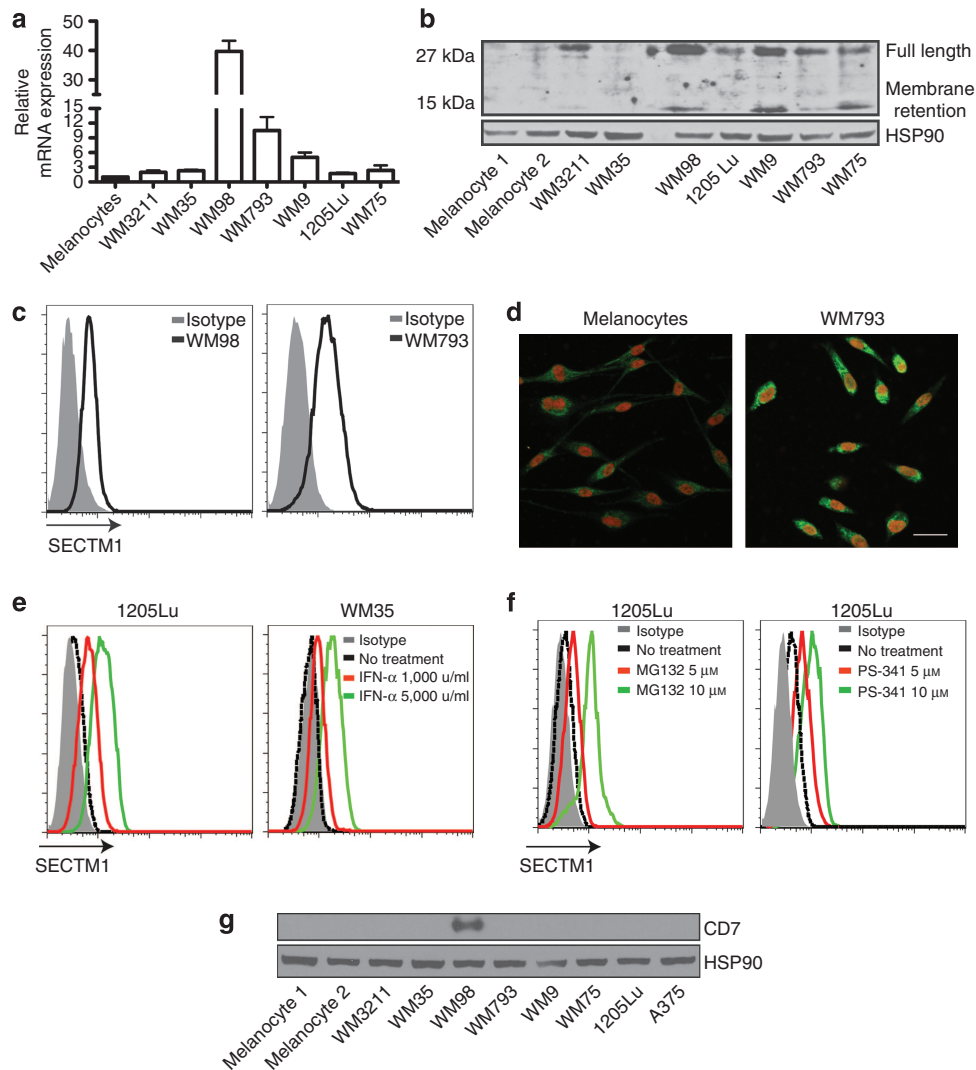 a
Relative
mRNA expression
50
40
30
15
12
9
6
3
0
Melanocytes
WM3211
WM35
WM98
WM793
WM9
1205Lu
WM75
b
27 kDa
15 kDa
Full length
Membrane
retention
HSP90
Melanocyte 1
Melanocyte 2
WM3211
WM35
WM98
1205 Lu
WM9
WM793
WM75
c
Isotype
WM98
Isotype
WM793
SECTM1
d
Melanocytes
WM793
e
1205Lu
WM35
Isotype
No treatment
IFN-α 1,000 u/ml
IFN-α 5,000 u/ml
SECTM1
f
1205Lu
Isotype
No treatment
MG132 5 μM
MG132 10 μM
1205Lu
Isotype
No treatment
PS-341 5 μM
PS-341 10 μM
SECTM1
g
CD7
HSP90
Melanocyte 1
Melanocyte 2
WM3211
WM35
WM98
WM793
WM9
WM75
1205Lu
A375